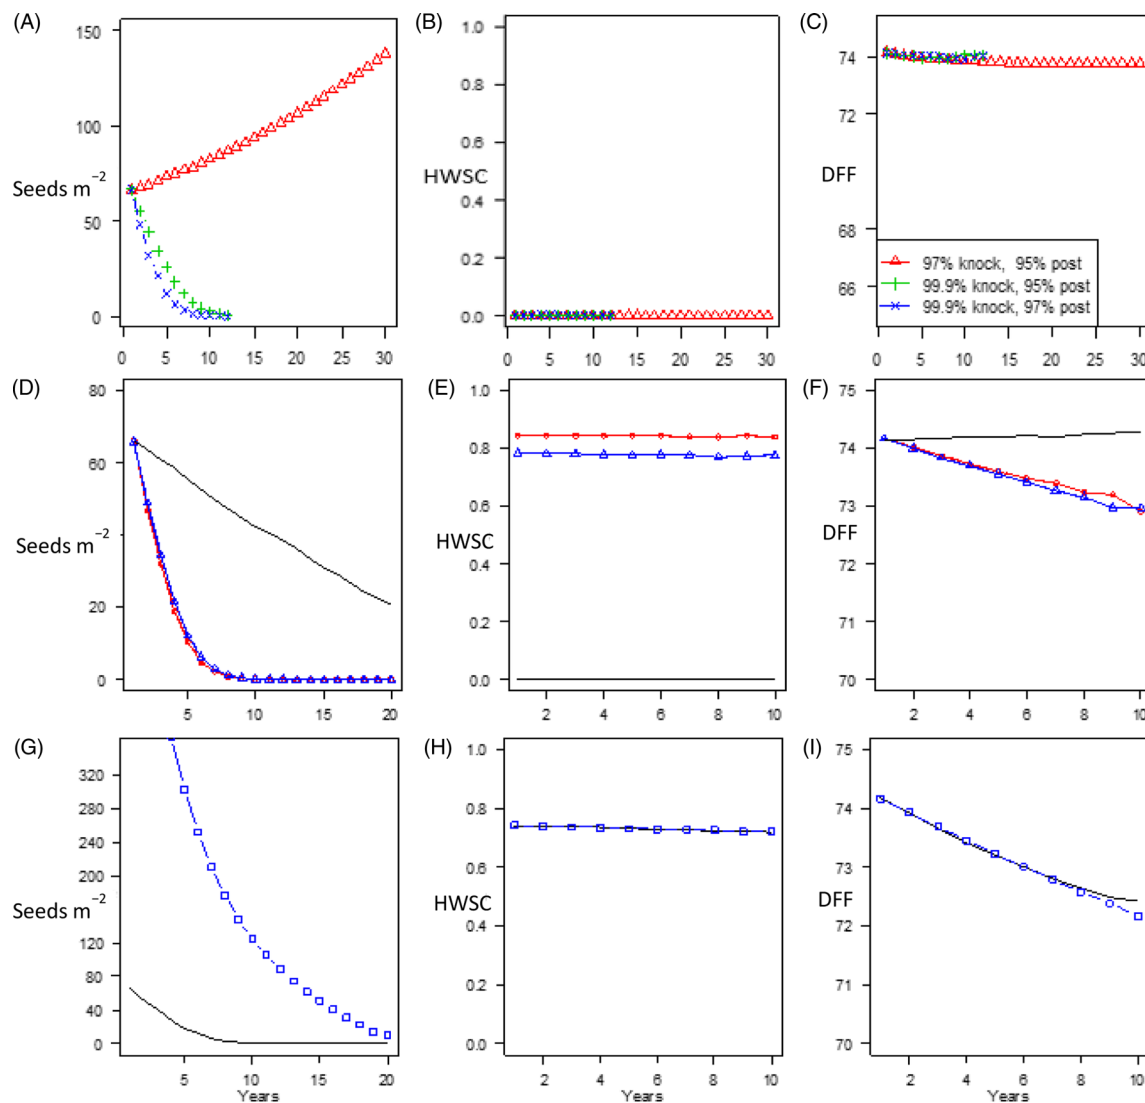 (A)
150
100
Seeds m⁻²
50
0
0 5 10 15 20 25 30
(B)
1.0
0.8
0.6
HWSC
0.4
0.2
0.0
0 5 10 15 20 25 30
(C)
74
72
DFF
68
66
97% knock, 95% post
99.9% knock, 95% post
99.9% knock, 97% post
0 5 10 15 20 25 30
(D)
80
60
Seeds m⁻²
20
0
5 10 15 20
(E)
1.0
0.8
0.6
HWSC
0.4
0.2
0.0
2 4 6 8 10
(F)
75
74
73
DFF
72
71
70
2 4 6 8 10
(G)
320
280
240
Seeds m⁻²
120
80
40
0
5 10 15 20
Years
(H)
1.0
0.8
0.6
HWSC
0.4
0.2
0.0
2 4 6 8 10
Years
(I)
75
74
73
DFF
72
71
70
2 4 6 8 10
Years